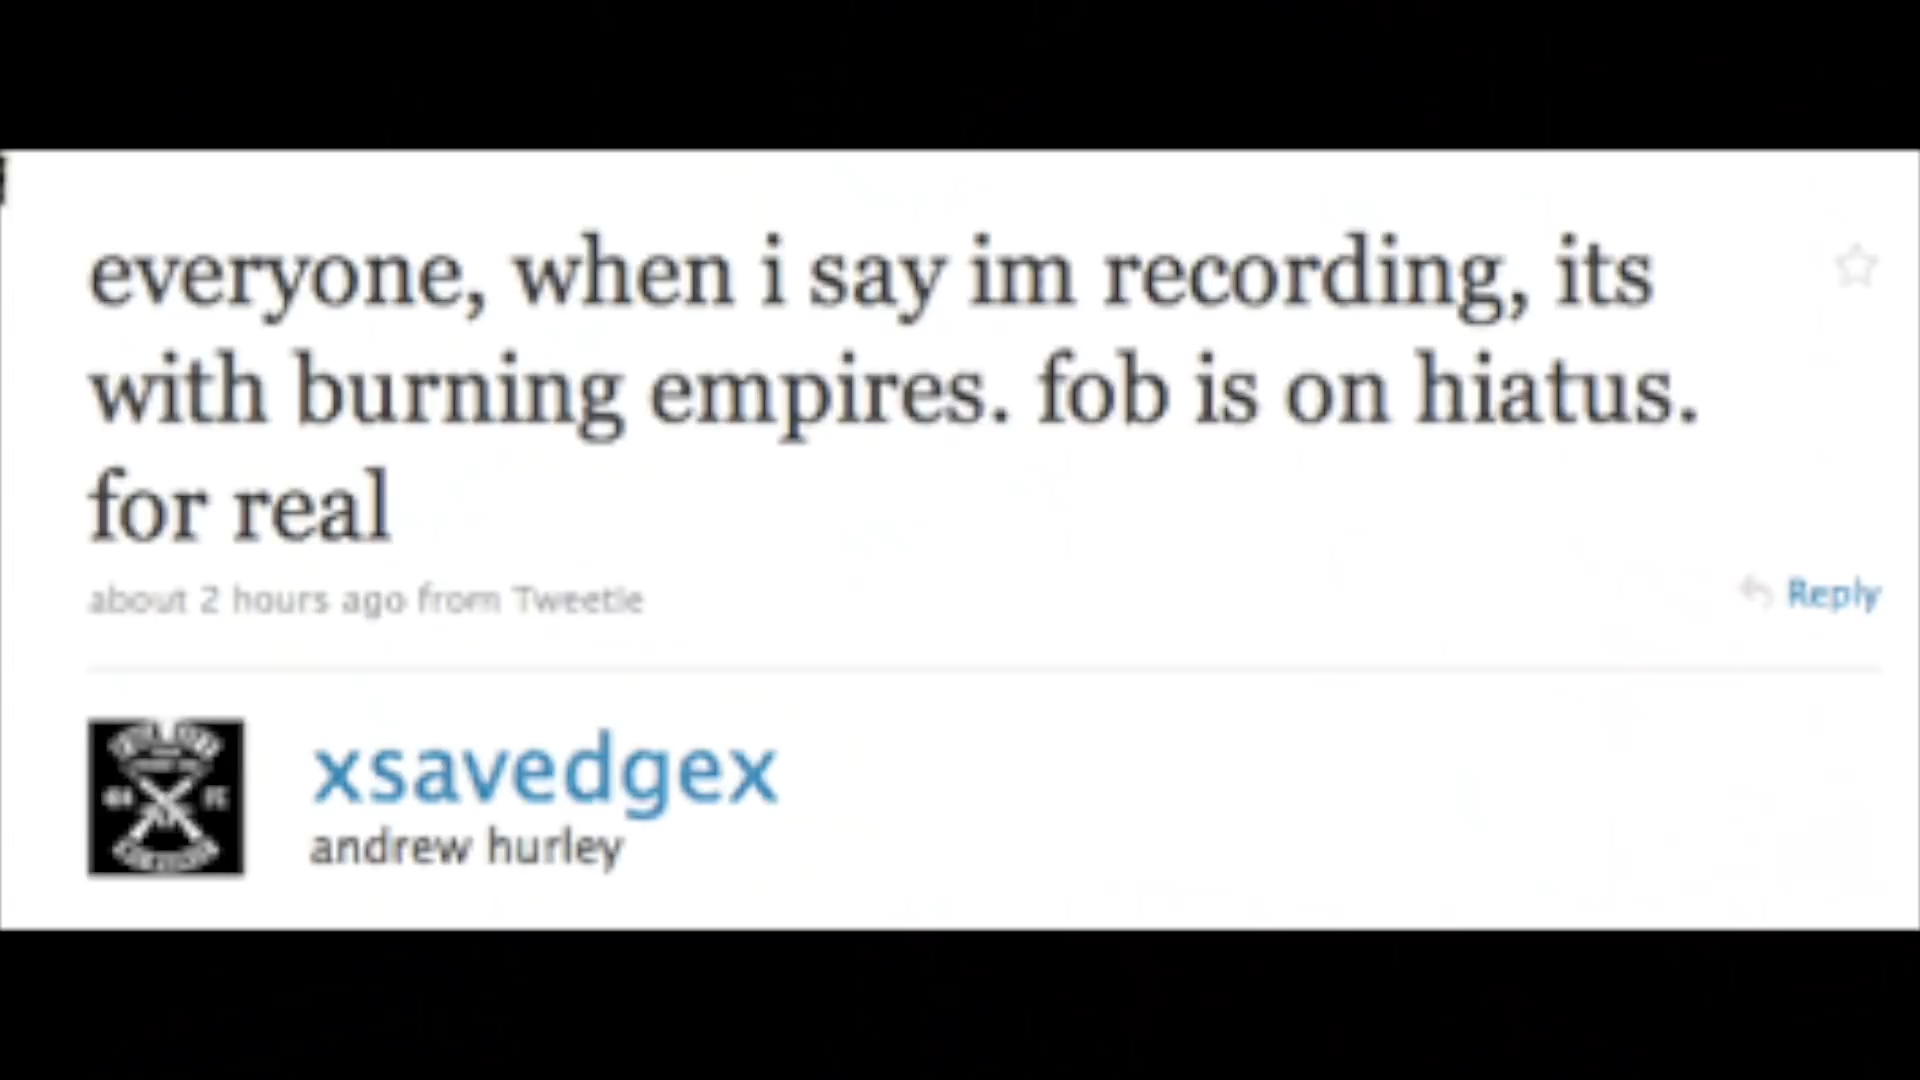 everyone, when i say im recording, its
with burning empires. fob is on hiatus.
for real
about 2 hours ago from Tweetie
Reply
xsavedgex
andrew hurley